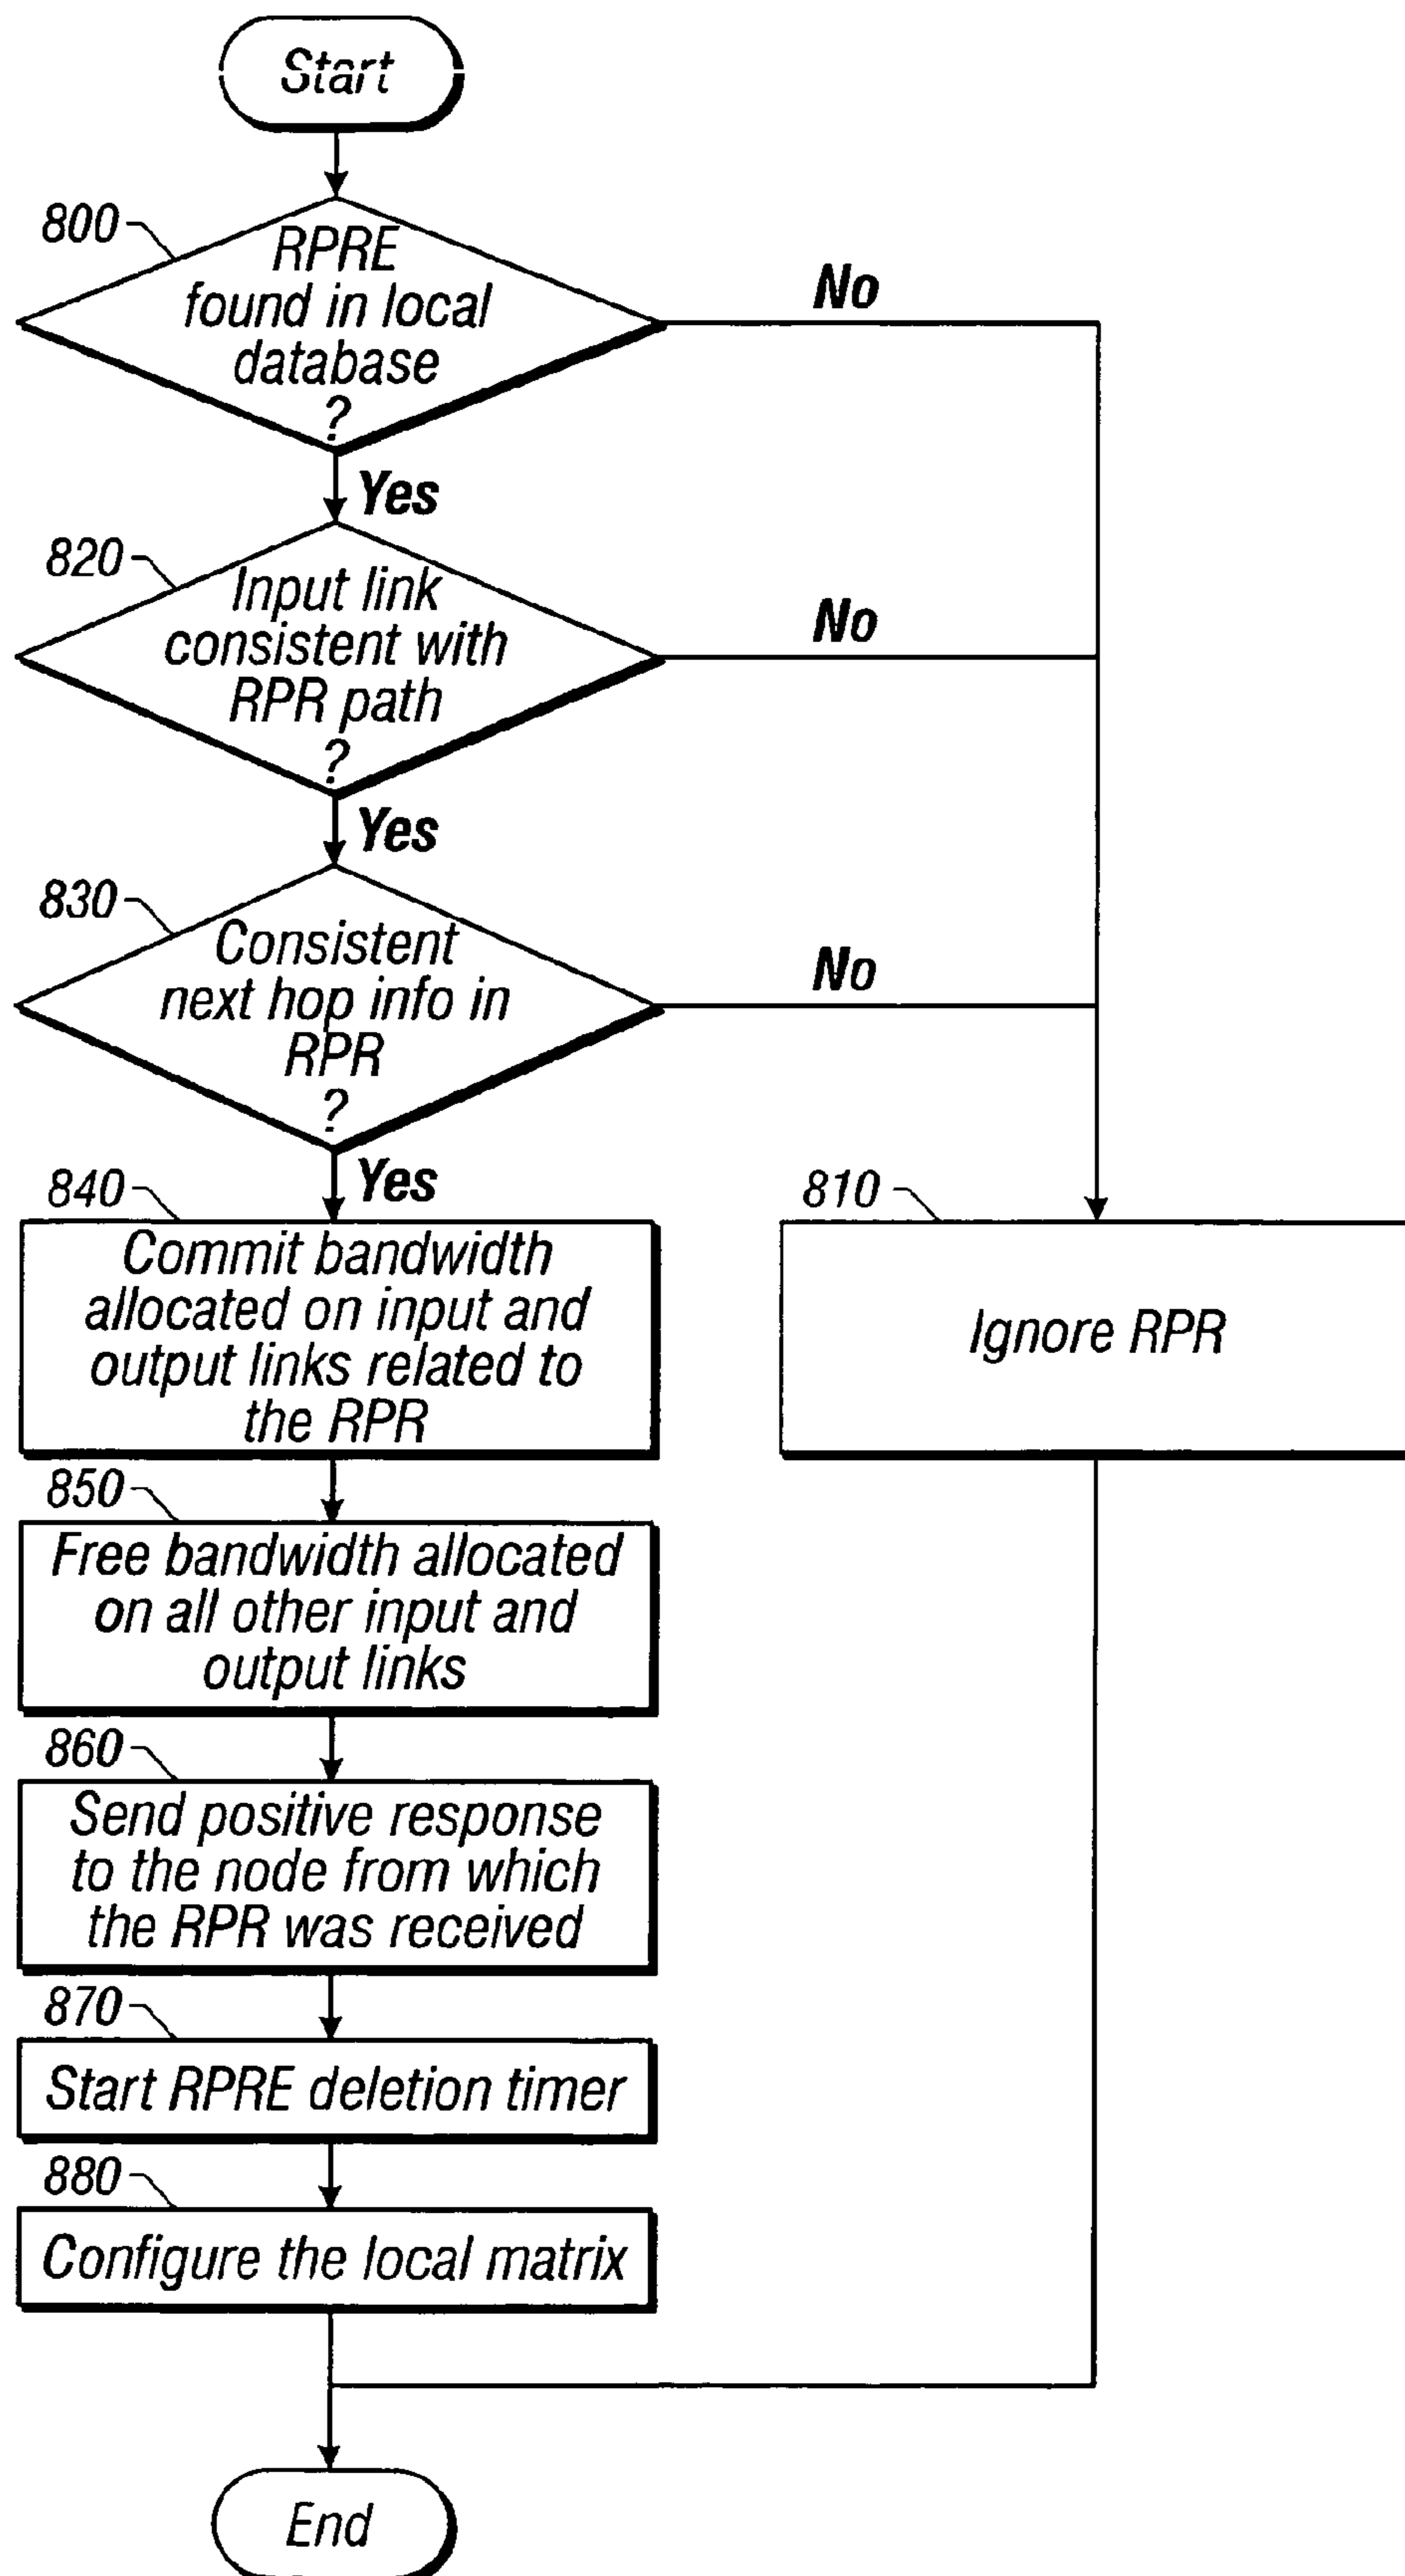 Start
800
RPRE
found in local
database
?
No
Yes
820
Input link
consistent with
RPR path
?
No
Yes
830
Consistent
next hop info in
RPR
?
No
Yes
840
Commit bandwidth
allocated on input and
output links related to
the RPR
810
Ignore RPR
850
Free bandwidth allocated
on all other input and
output links
860
Send positive response
to the node from which
the RPR was received
870
Start RPRE deletion timer
880
Configure the local matrix
End